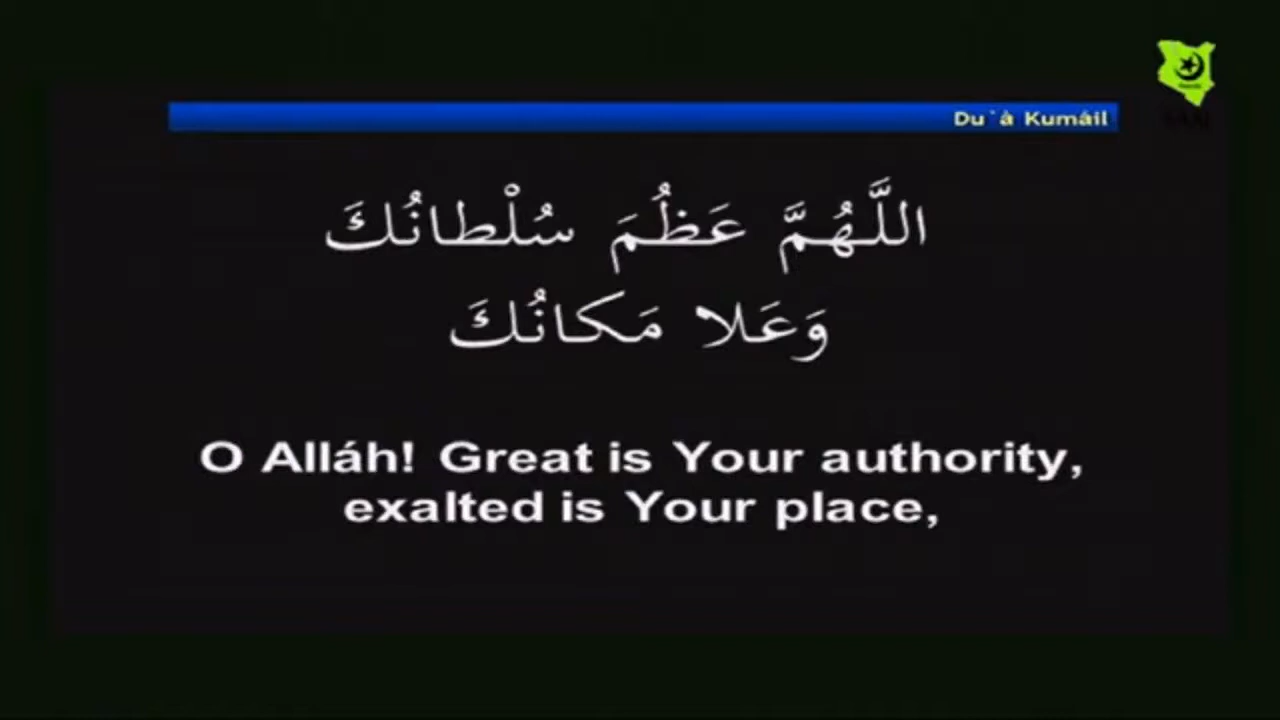 Du`à Kumáil
اللَّهُمَّ عَظُمَ سُلْطانُكَ
وَعَلا مَكانُكَ
O Alláh! Great is Your authority,
exalted is Your place,